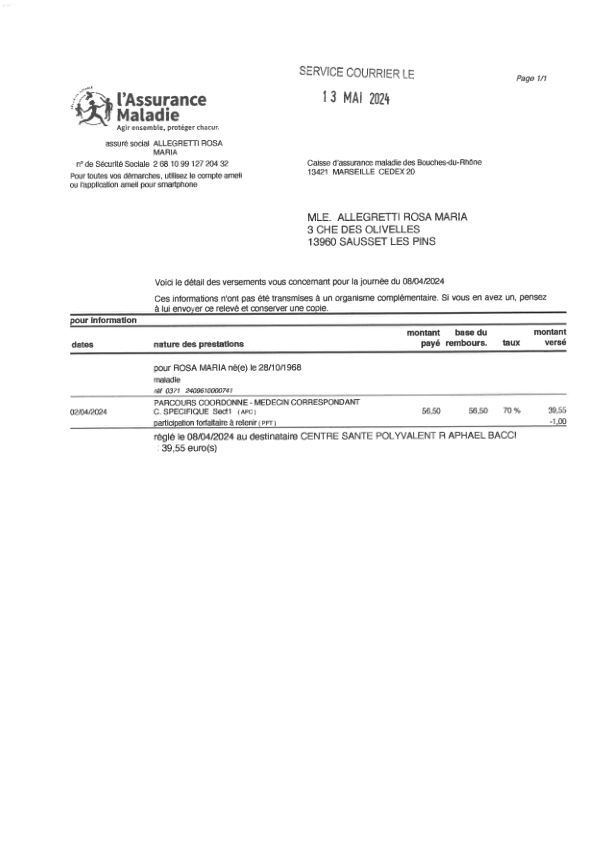 SERVICE COURRIER LE
Page 1/1
13 MAI 2024
l'Assurance
Maladie
Agir ensemble, protéger chacun.
assuré social ALLEGRETTI ROSA
MARIA
n° de Sécurité Sociale 2 68 10 99 127 204 32
Pour toutes vos démarches, utilisez le compte ameli
ou l'application ameli pour smartphone
Caisse d'assurance maladie des Bouches-du-Rhône
13421 MARSEILLE CEDEX 20
MLE. ALLEGRETTI ROSA MARIA
3 CHE DES OLIVELLES
13960 SAUSSET LES PINS
Voici le détail des versements vous concernant pour la journée du 08/04/2024
Ces informations n'ont pas été transmises à un organisme complémentaire. Si vous en avez un, pensez
à lui envoyer ce relevé et conserver une copie.
pour information
dates nature des prestations montant payé base du rembours. taux montant versé
pour ROSA MARIA né(e) le 28/10/1968
maladie
réf 0371 2409610000741
PARCOURS COORDONNE - MEDECIN CORRESPONDANT
02/04/2024 C. SPECIFIQUE Sect1 (APC) 56,50 56,50 70 % 39,55
participation forfaitaire à retenir (PFT) -1,00
réglé le 08/04/2024 au destinataire CENTRE SANTE POLYVALENT R APHAEL BACCI
: 39,55 euro(s)